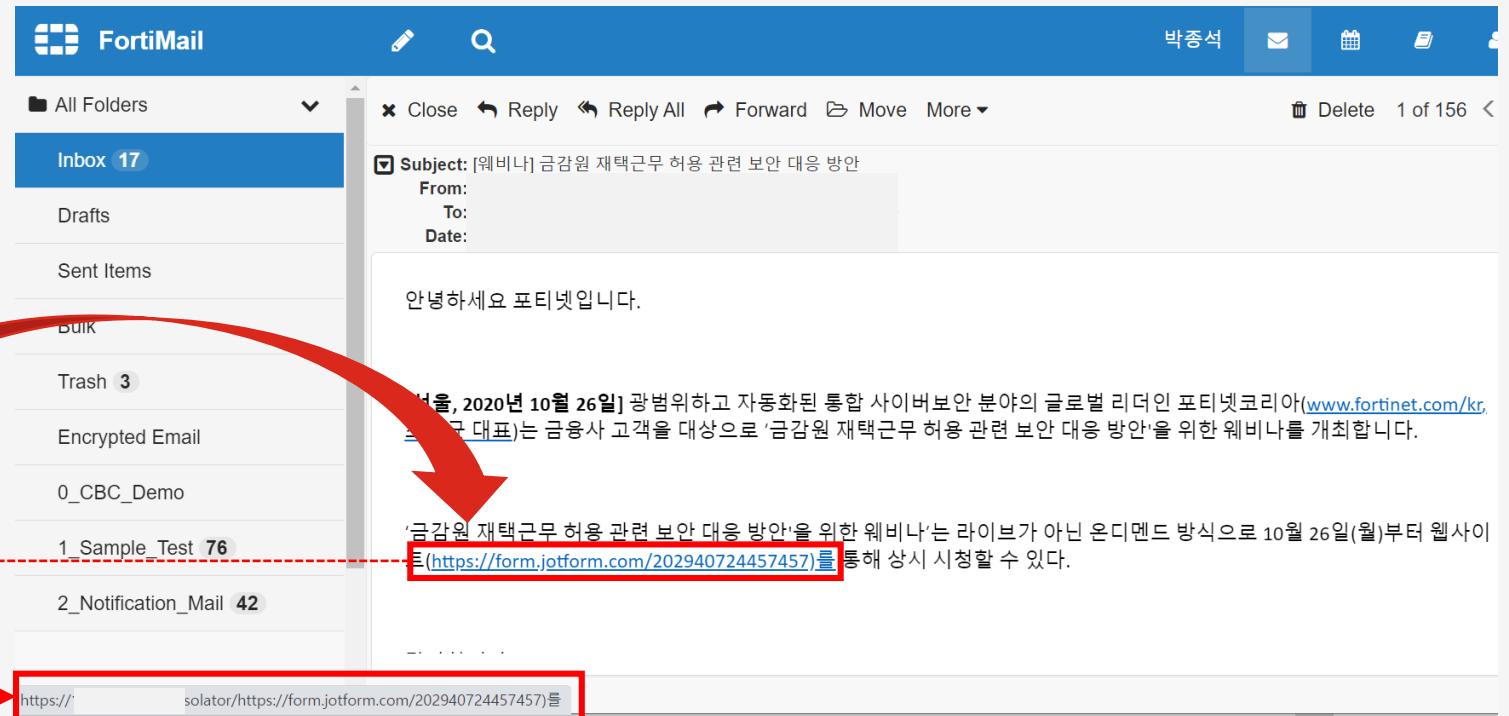 FortiMail
박종석
All Folders
Close Reply Reply All Forward Move More Delete 1 of 156
Inbox 17
Subject: [웨비나] 금감원 재택근무 허용 관련 보안 대응 방안
From:
To:
Date:
Drafts
Sent Items
Bulk
Trash 3
Encrypted Email
0_CBC_Demo
1_Sample_Test 76
2_Notification_Mail 42
안녕하세요 포티넷입니다.
2020년 10월 26일] 광범위하고 자동화된 통합 사이버보안 분야의 글로벌 리더인 포티넷코리아(www.fortinet.com/kr,
대표)는 금융사 고객을 대상으로 '금감원 재택근무 허용 관련 보안 대응 방안'을 위한 웨비나를 개최합니다.
'금감원 재택근무 허용 관련 보안 대응 방안'을 위한 웨비나'는 라이브가 아닌 온디멘드 방식으로 10월 26일(월)부터 웹사이
트(https://form.jotform.com/202940724457457)를 통해 상시 시청할 수 있다.
https:// solator/https://form.jotform.com/202940724457457)를